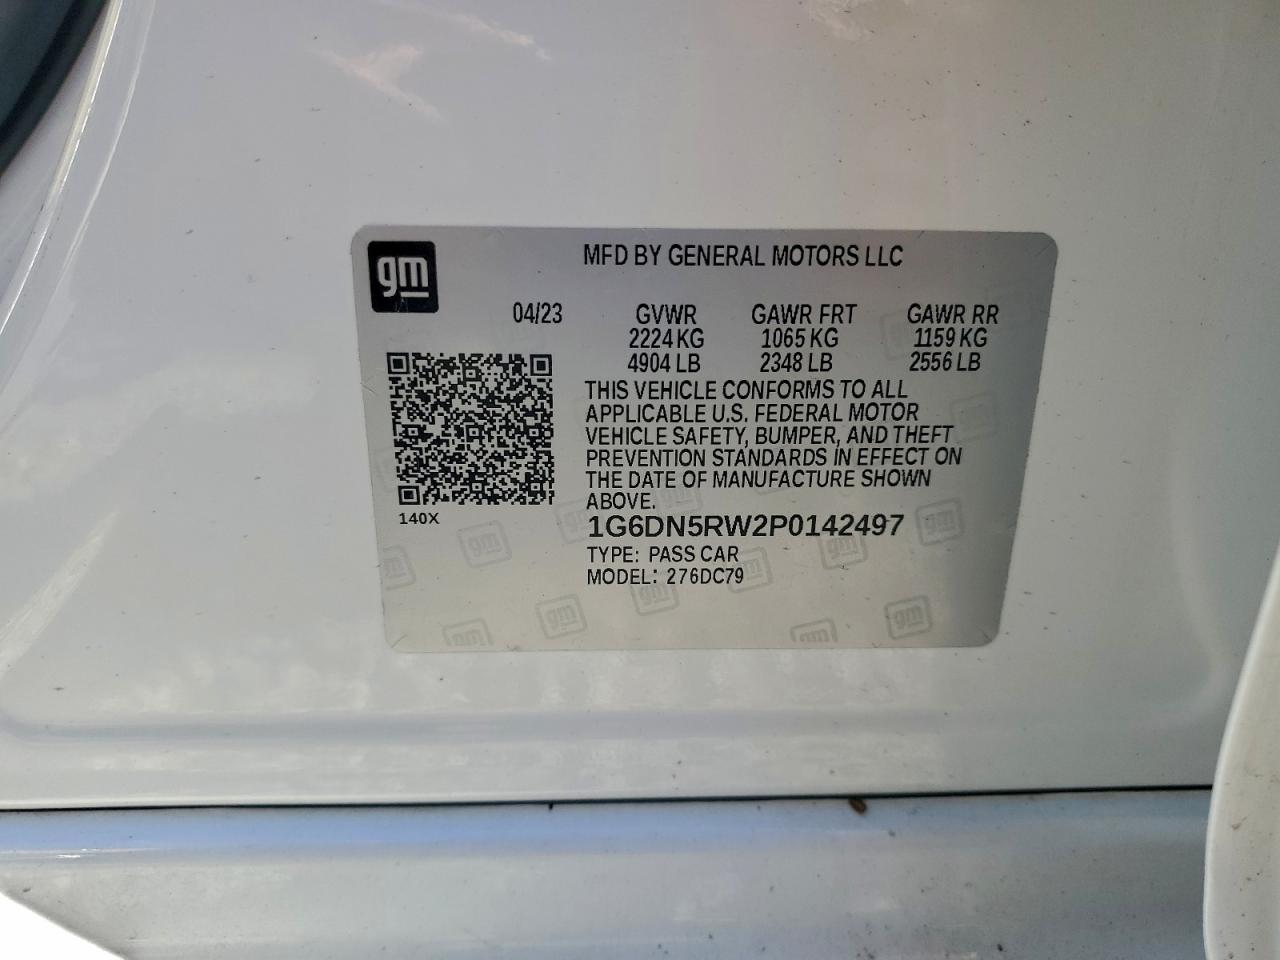 gm
MFD BY GENERAL MOTORS LLC
04/23 GVWR GAWR FRT GAWR RR
2224 KG 1065 KG 1159 KG
4904 LB 2348 LB 2556 LB
THIS VEHICLE CONFORMS TO ALL
APPLICABLE U.S. FEDERAL MOTOR
VEHICLE SAFETY, BUMPER, AND THEFT
PREVENTION STANDARDS IN EFFECT ON
THE DATE OF MANUFACTURE SHOWN
ABOVE.
140X
1G6DN5RW2P0142497
TYPE: PASS CAR
MODEL: 276DC79